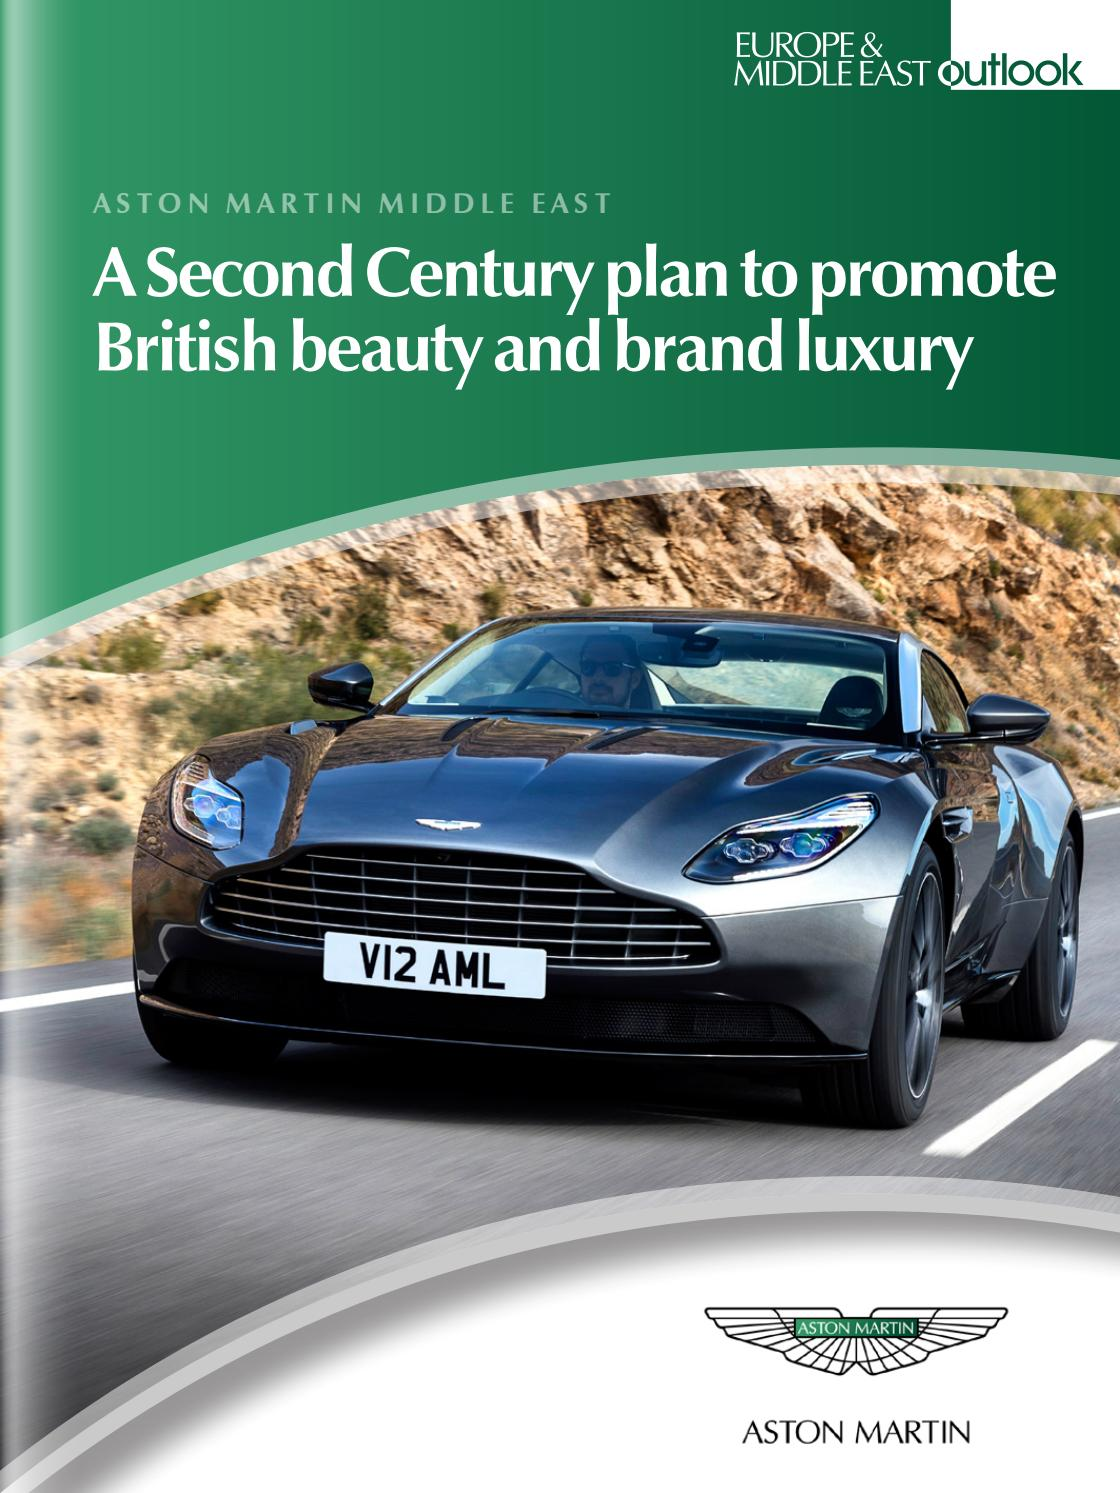 EUROPE &
MIDDLE EAST outlook
ASTON MARTIN MIDDLE EAST
A Second Century plan to promote
British beauty and brand luxury
V12 AML
ASTON MARTIN
ASTON MARTIN